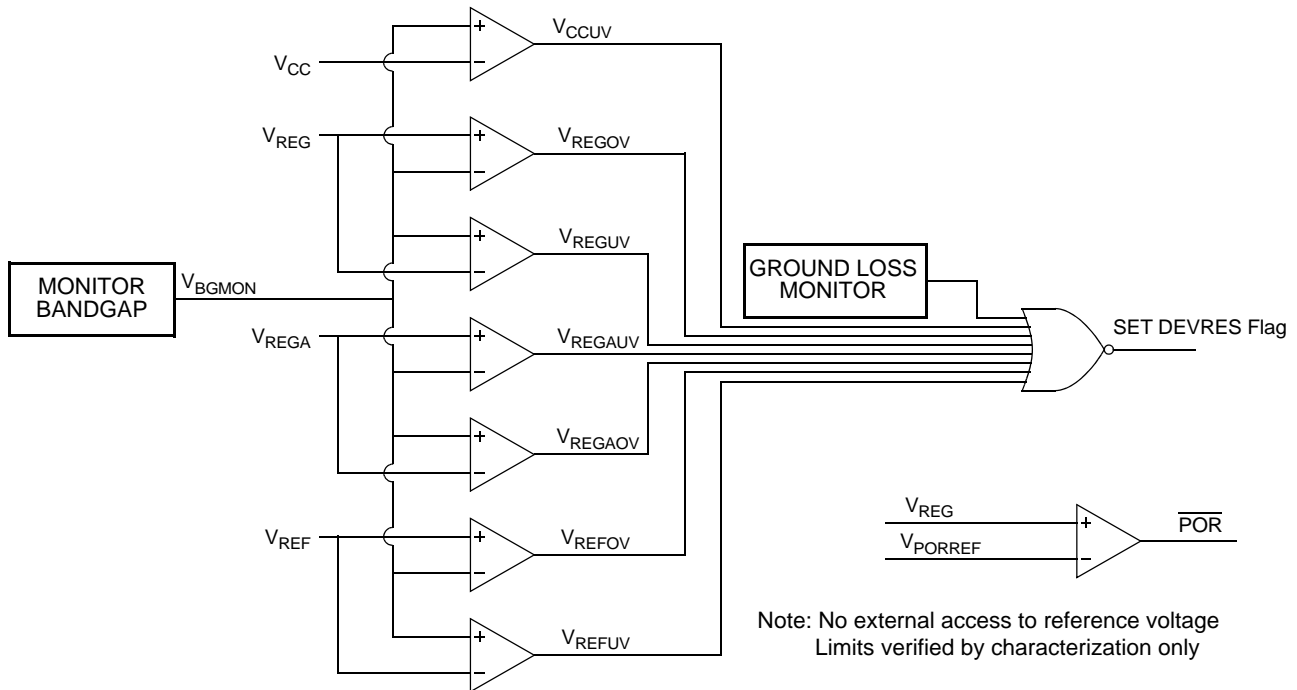 V_CCUV
V_CC
V_REG
V_REGOV
V_REGUV
GROUND LOSS
MONITOR
MONITOR
BANDGAP
V_BGMON
V_REGA
V_REGAUV
SET DEVRES Flag
V_REGAOV
V_REF
V_REFOV
V_REG
V_PORREF
P̅O̅R̅
V_REFUV
Note: No external access to reference voltage
Limits verified by characterization only
+
−
+
−
+
−
+
−
+
−
+
−
+
−
+
−